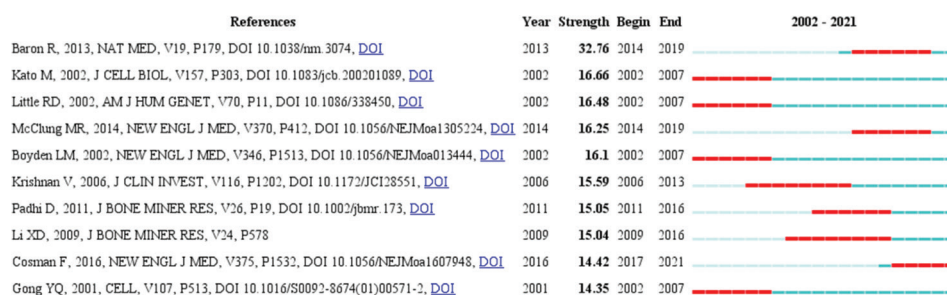 References Year Strength Begin End 2002 - 2021
Baron R, 2013, NAT MED, V19, P179, DOI 10.1038/nm.3074, DOI 2013 32.76 2014 2019
Kato M, 2002, J CELL BIOL, V157, P303, DOI 10.1083/jcb.200201089, DOI 2002 16.66 2002 2007
Little RD, 2002, AM J HUM GENET, V70, P11, DOI 10.1086/338450, DOI 2002 16.48 2002 2007
McClung MR, 2014, NEW ENGL J MED, V370, P412, DOI 10.1056/NEJMoa1305224, DOI 2014 16.25 2014 2019
Boyden LM, 2002, NEW ENGL J MED, V346, P1513, DOI 10.1056/NEJMoa013444, DOI 2002 16.1 2002 2007
Krishnan V, 2006, J CLIN INVEST, V116, P1202, DOI 10.1172/JCI28551, DOI 2006 15.59 2006 2013
Padhi D, 2011, J BONE MINER RES, V26, P19, DOI 10.1002/jbmr.173, DOI 2011 15.05 2011 2016
Li XD, 2009, J BONE MINER RES, V24, P578 2009 15.04 2009 2016
Cosman F, 2016, NEW ENGL J MED, V375, P1532, DOI 10.1056/NEJMoa1607948, DOI 2016 14.42 2017 2021
Gong YQ, 2001, CELL, V107, P513, DOI 10.1016/S0092-8674(01)00571-2, DOI 2001 14.35 2002 2007